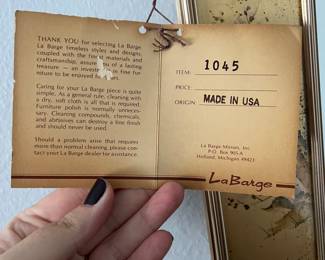 THANK YOU for selecting La Barge.
La Barge timeless styles and designs,
coupled with the finest materials and
craftsmanship, assure you of a lasting
treasure — an investment in fine fur-
niture to be enjoyed for years.
Caring for your La Barge piece is quite
simple. As a general rule, cleaning with
a dry, soft cloth is all that is required.
Furniture polish is normally unneces-
sary. Cleaning compounds, chemicals,
and abrasives can destroy a fine finish
and should never be used.
Should a problem arise that requires
more than normal cleaning, please con-
tact your La Barge dealer for assistance.
ITEM: 1045
PRICE:
ORIGIN: MADE IN USA
La Barge Mirrors, Inc.
P.O. Box 905 A
Holland, Michigan 49423
LaBarge